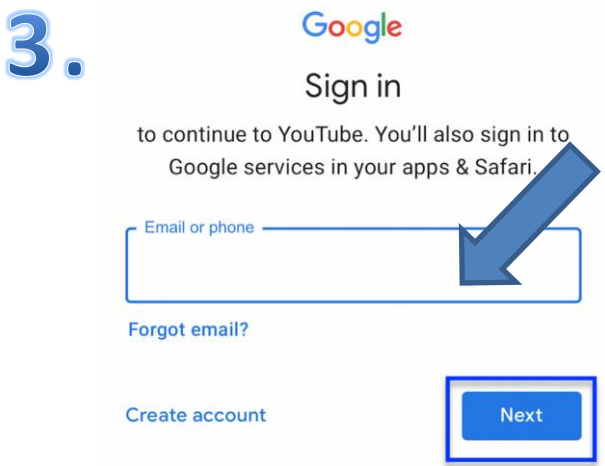 3.
Google
Sign in
to continue to YouTube. You’ll also sign in to
Google services in your apps & Safari.
Email or phone
Forgot email?
Create account
Next